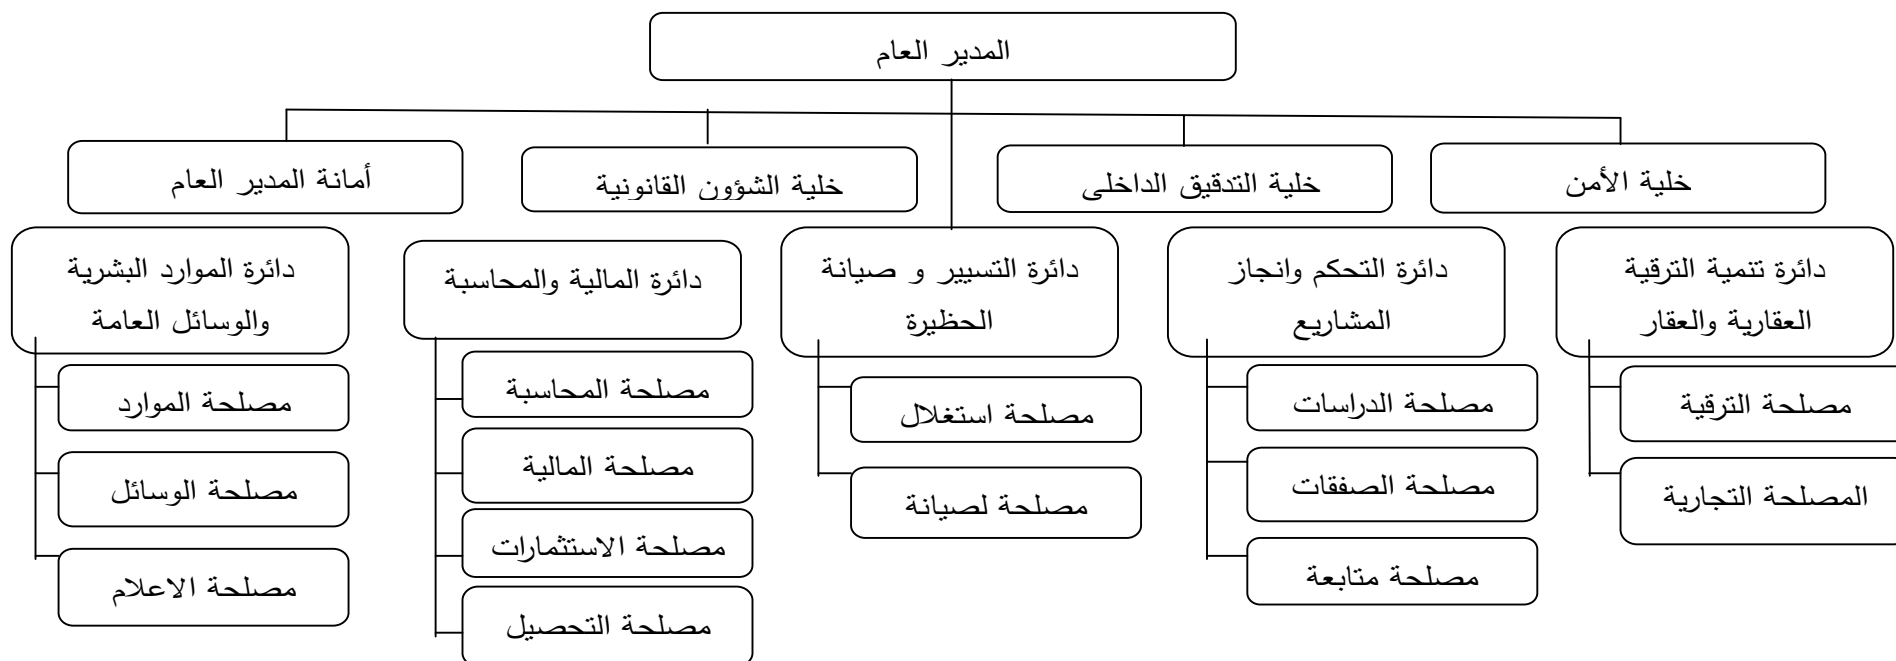 المدير العام
خلية الأمن
خلية التدقيق الداخلي
خلية الشؤون القانونية
أمانة المدير العام
دائرة تنمية الترقية
العقارية والعقار
دائرة التحكم وانجاز
المشاريع
دائرة التسيير و صيانة
الحظيرة
دائرة المالية والمحاسبة
دائرة الموارد البشرية
والوسائل العامة
مصلحة الترقية
المصلحة التجارية
مصلحة الدراسات
مصلحة الصفقات
مصلحة متابعة
مصلحة استغلال
مصلحة لصيانة
مصلحة المحاسبة
مصلحة المالية
مصلحة الاستثمارات
مصلحة التحصيل
مصلحة الموارد
مصلحة الوسائل
مصلحة الاعلام